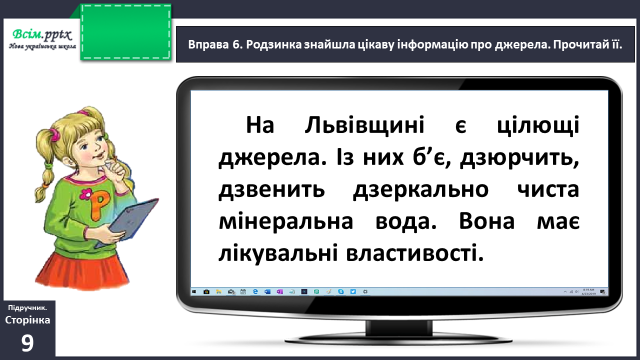 Всім.pptx
Нова українська школа
Вправа 6. Родзинка знайшла цікаву інформацію про джерела. Прочитай її.
На Львівщині є цілющі
джерела. Із них б’є, дзюрчить,
дзвенить дзеркально чиста
мінеральна вода. Вона має
лікувальні властивості.
Р
Підручник.
Сторінка
9